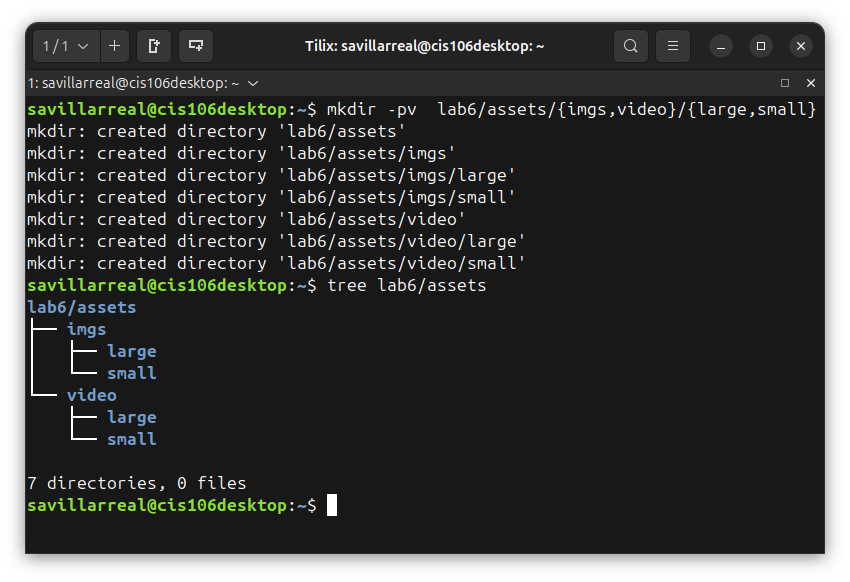 1 / 1
Tilix: savillarreal@cis106desktop: ~
1: savillarreal@cis106desktop: ~
savillarreal@cis106desktop:~$ mkdir -pv  lab6/assets/{imgs,video}/{large,small}
mkdir: created directory 'lab6/assets'
mkdir: created directory 'lab6/assets/imgs'
mkdir: created directory 'lab6/assets/imgs/large'
mkdir: created directory 'lab6/assets/imgs/small'
mkdir: created directory 'lab6/assets/video'
mkdir: created directory 'lab6/assets/video/large'
mkdir: created directory 'lab6/assets/video/small'
savillarreal@cis106desktop:~$ tree lab6/assets
lab6/assets
├── imgs
│   ├── large
│   └── small
└── video
    ├── large
    └── small
7 directories, 0 files
savillarreal@cis106desktop:~$